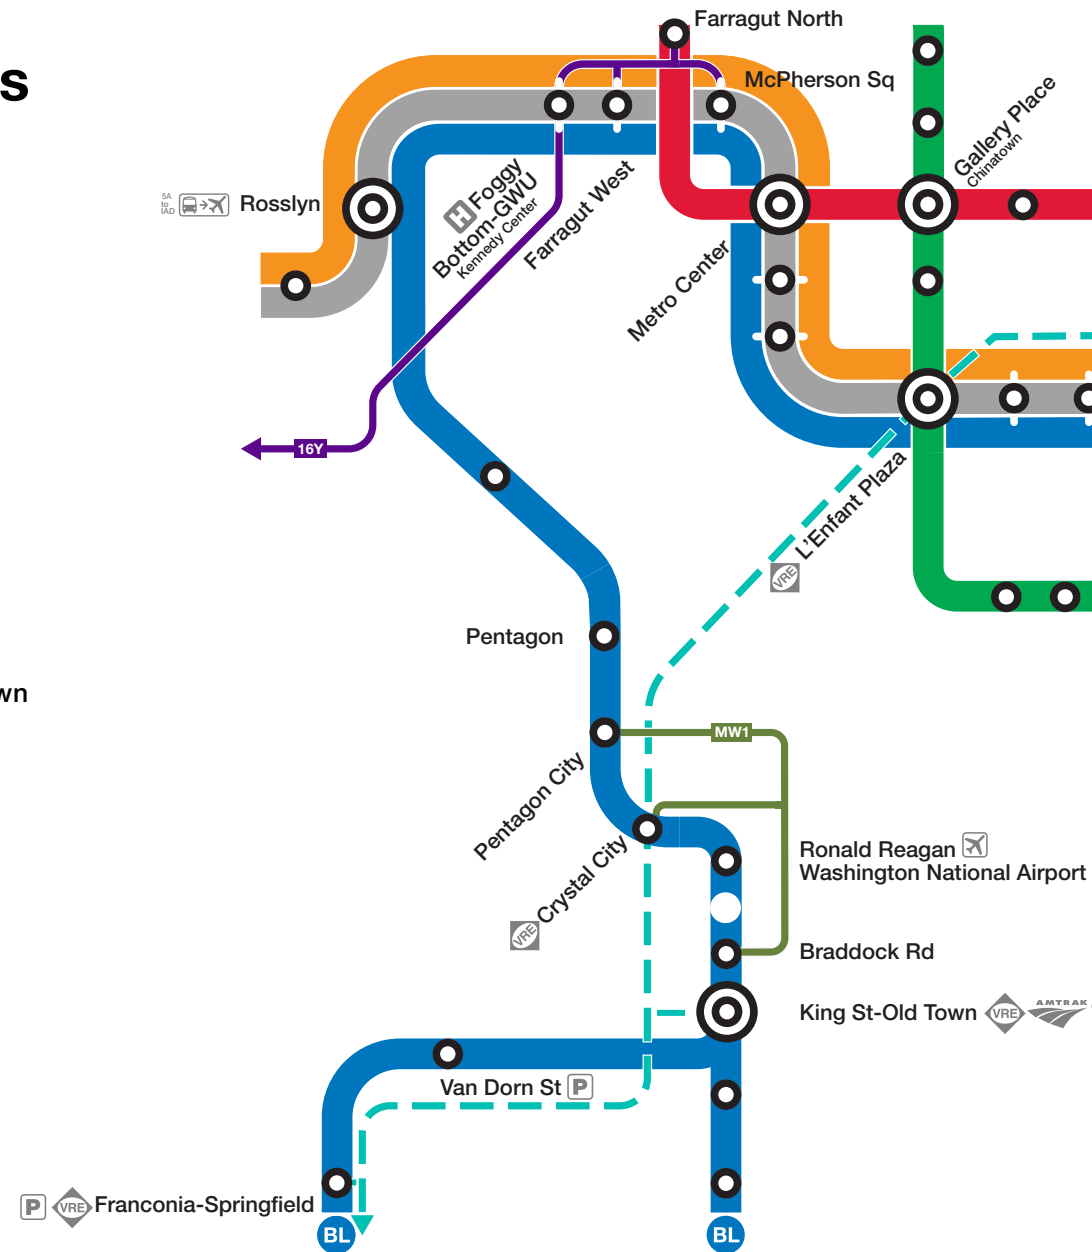 s
Farragut North
McPherson Sq
Gallery Place
Chinatown
5A
to
IAD
Rosslyn
H Foggy
Bottom-GWU
Kennedy Center
Farragut West
Metro Center
16Y
L'Enfant Plaza
VRE
Pentagon
wn
MW1
Pentagon City
Crystal City
VRE
Ronald Reagan
Washington National Airport
Braddock Rd
King St-Old Town VRE AMTRAK
Van Dorn St P
P VRE Franconia-Springfield
BL
BL